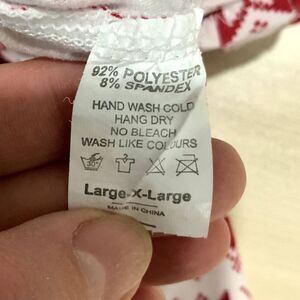 92% POLYESTER
8% SPANDEX
HAND WASH COLD
HANG DRY
NO BLEACH
WASH LIKE COLOURS
Large-X-Large
MADE IN CHINA